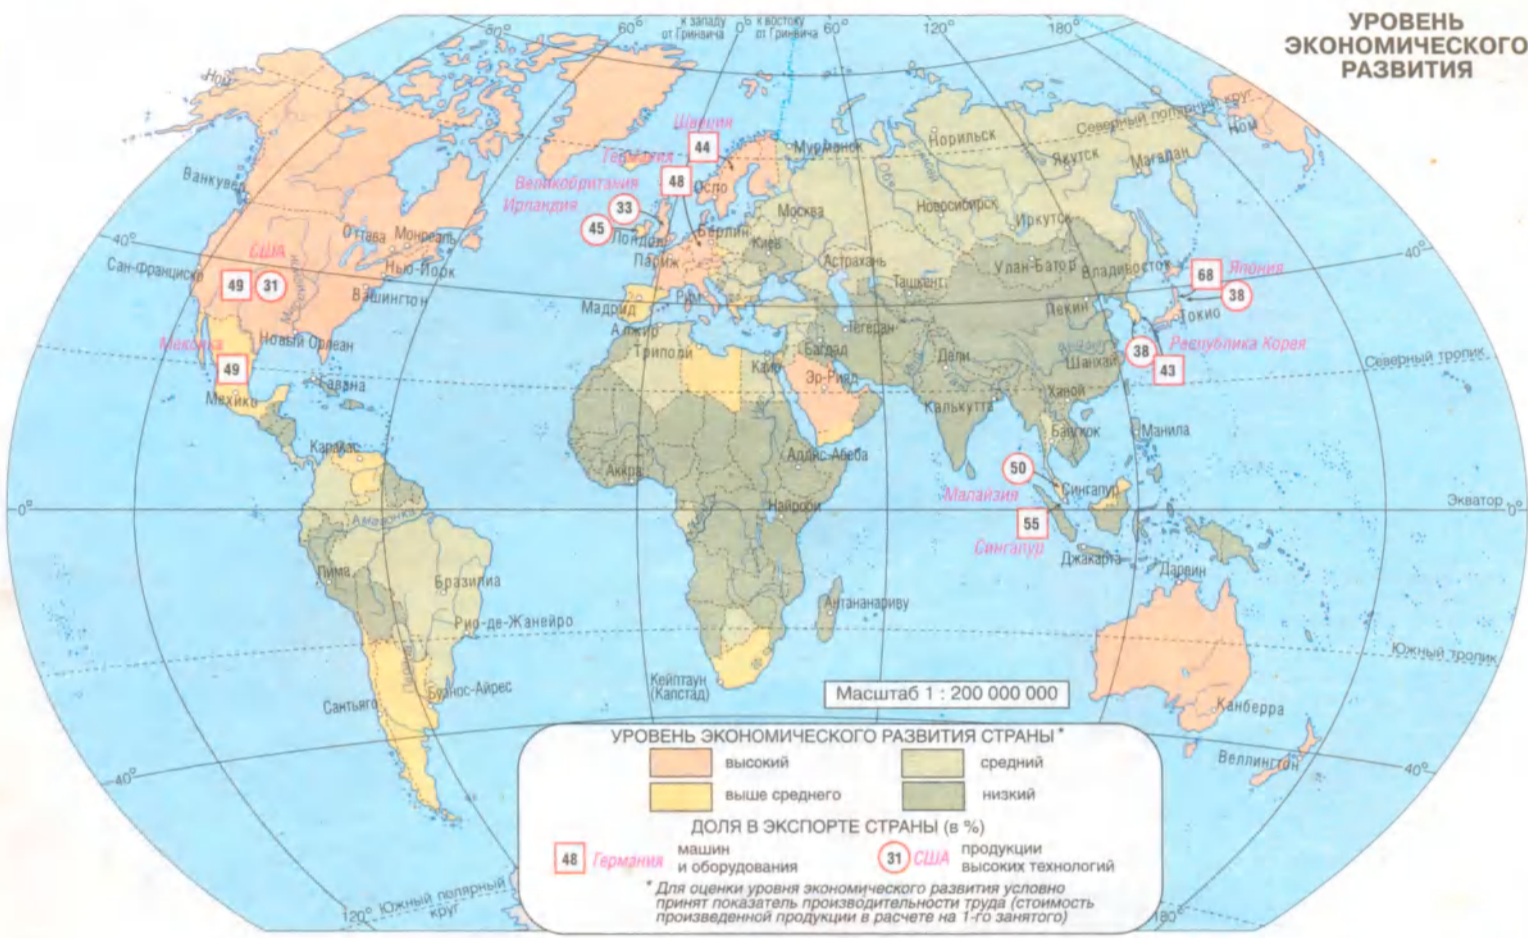 УРОВЕНЬ
ЭКОНОМИЧЕСКОГО
РАЗВИТИЯ
80°
60°
к западу
от Гринвича
0°
к востоку
от Гринвича
60°
120°
180°
Ном
Северный полярный круг
Ном
Норильск
Якутск
Магадан
Мурманск
Швеция
44
Германия
48
Осло
Великобритания
33
Ирландия
45
Лондон
Берлин
Москва
Новосибирск
Иркутск
Ванкувер
Оттава
Монреаль
Нью-Йорк
Вашингтон
40°
Сан-Франциско
США
49
31
Миссисипи
Новый Орлеан
Париж
Киев
Астрахань
Ташкент
Улан-Батор
Владивосток
68
Япония
38
40°
Мадрид
Рим
Пекин
Токио
Алжир
Триполи
Тегеран
Багдад
Каир
Эр-Рияд
Дели
Шанхай
38
Республика Корея
43
Северный тропик
Мексика
49
Гавана
Мехико
Калькутта
Ханой
Бангкок
Манила
Каракас
Аккра
Аддис-Абеба
50
Малайзия
Сингапур
0°
Амазонка
Найроби
55
Сингапур
Экватор
0°
Лима
Бразилиа
Джакарта
Дарвин
Рио-де-Жанейро
Антананариву
Южный тропик
Буэнос-Айрес
Сантьяго
Кейптаун
(Капстад)
Масштаб 1 : 200 000 000
Канберра
Веллингтон
40°
40°
УРОВЕНЬ ЭКОНОМИЧЕСКОГО РАЗВИТИЯ СТРАНЫ*
высокий
средний
выше среднего
низкий
ДОЛЯ В ЭКСПОРТЕ СТРАНЫ (в %)
48 Германия
машин
и оборудования
31 США
продукции
высоких технологий
* Для оценки уровня экономического развития условно
принят показатель производительности труда (стоимость
произведенной продукции в расчете на 1-го занятого)
Южный полярный
круг
120°
180°